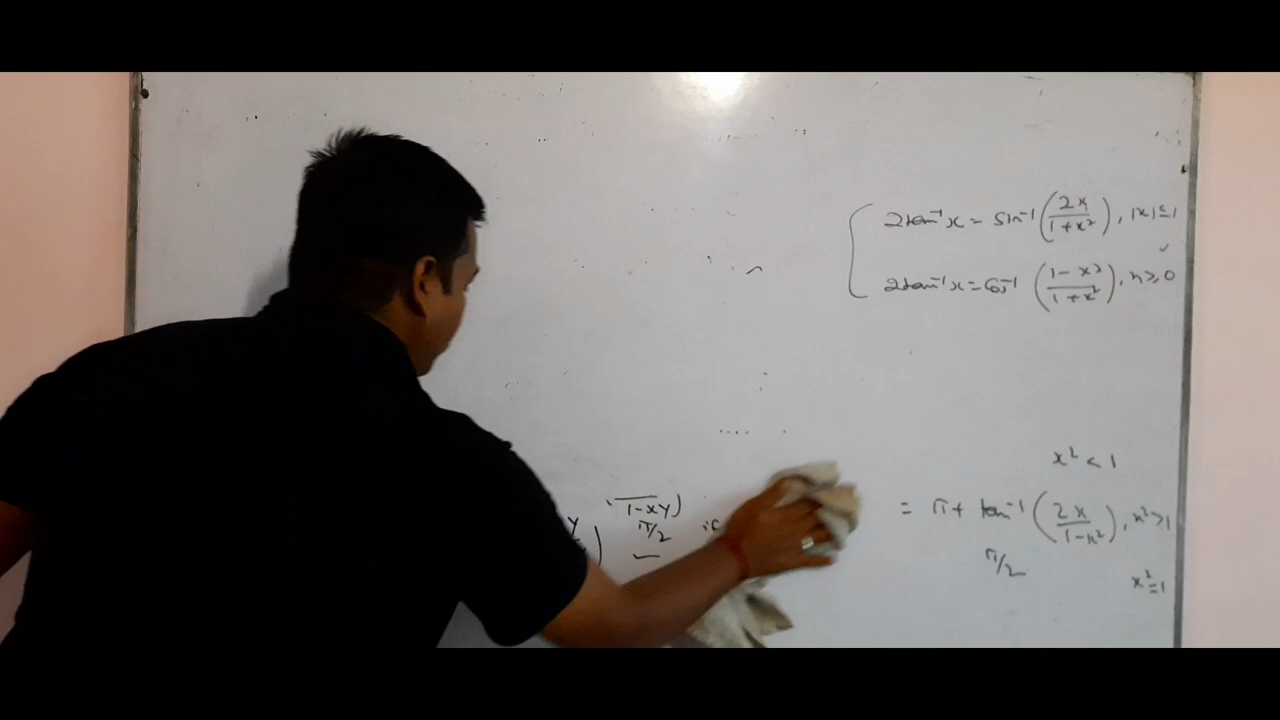 2tan⁻¹x = sin⁻¹(2x/1+x²), |x|≤1
2tan⁻¹x = cos⁻¹(1-x²/1+x²), x≥0
x² < 1
1-xy)
= π + tan⁻¹(2x/1-x²), x²>1
y
π/2
if
π/2
x²=1